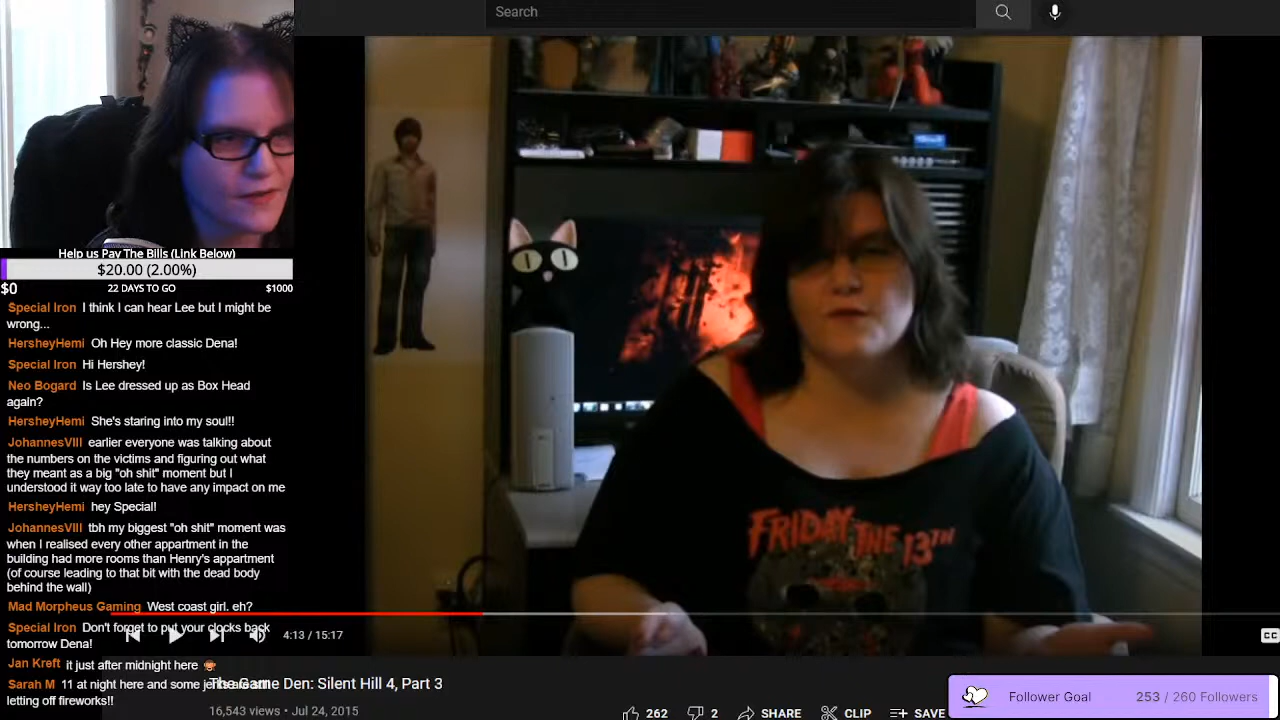 Search
FRIDAY THE 13TH
Help us Pay The Bills (Link Below)
$20.00 (2.00%)
$0 22 DAYS TO GO $1000
Special Iron I think I can hear Lee but I might be
wrong...
HersheyHemi Oh Hey more classic Dena!
Special Iron Hi Hershey!
Neo Bogard Is Lee dressed up as Box Head
again?
HersheyHemi She's staring into my soul!!
JohannesVIII earlier everyone was talking about
the numbers on the victims and figuring out what
they meant as a big "oh shit" moment but I
understood it way too late to have any impact on me
HersheyHemi hey Special!
JohannesVIII tbh my biggest "oh shit" moment was
when I realised every other appartment in the
building had more rooms than Henry's appartment
(of course leading to that bit with the dead body
behind the wall)
Mad Morpheus Gaming West coast girl. eh?
Special Iron Don't forget to put your clocks back
tomorrow Dena!
Jan Kreft it just after midnight here
Sarah M 11 at night here and some are still
letting off fireworks!!
4:13 / 15:17
CC
The Game Den: Silent Hill 4, Part 3
16,543 views • Jul 24, 2015
262 2 SHARE CLIP SAVE
Follower Goal 253 / 260 Followers